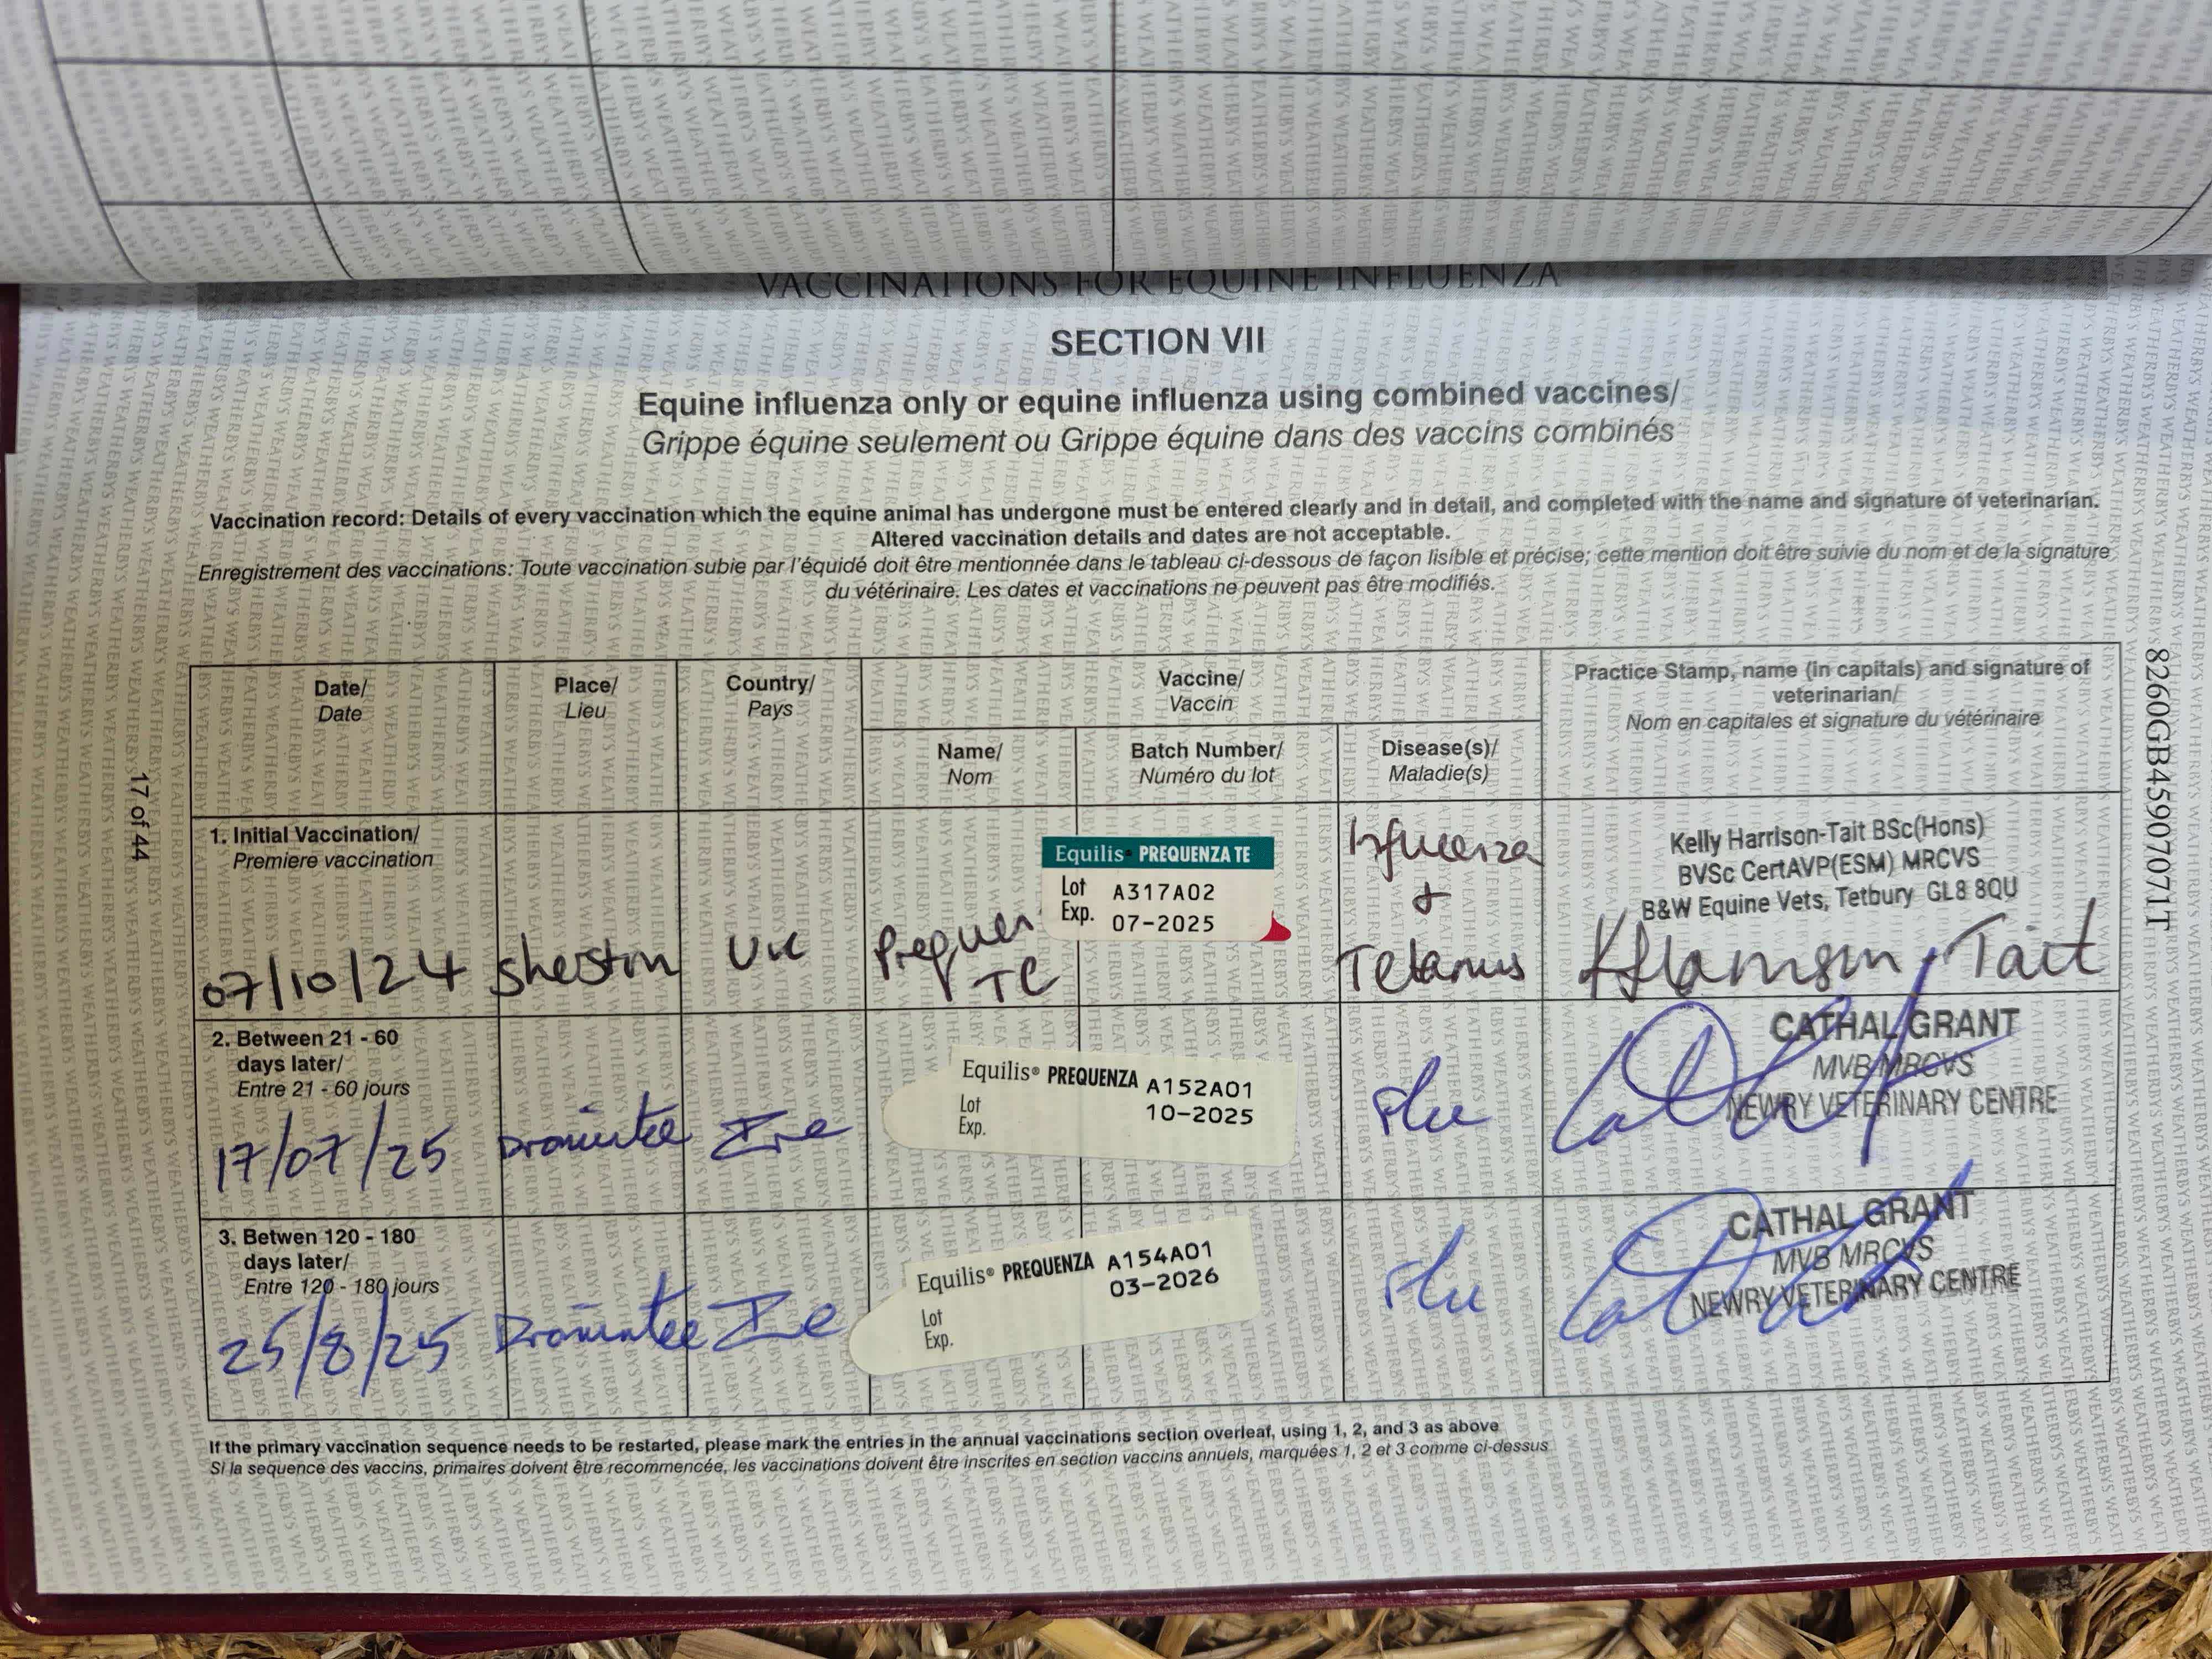 VACCINATIONS FOR EQUINE INFLUENZA
SECTION VII
Equine influenza only or equine influenza using combined vaccines/
Grippe équine seulement ou Grippe équine dans des vaccins combinés
Vaccination record: Details of every vaccination which the equine animal has undergone must be entered clearly and in detail, and completed with the name and signature of veterinarian.
Altered vaccination details and dates are not acceptable.
Enregistrement des vaccinations: Toute vaccination subie par l'équidé doit être mentionnée dans le tableau ci-dessous de façon lisible et précise; cette mention doit être suivie du nom et de la signature
du vétérinaire. Les dates et vaccinations ne peuvent pas être modifiés.
Date/
Date
Place/
Lieu
Country/
Pays
Vaccine/
Vaccin
Name/
Nom
Batch Number/
Numéro du lot
Disease(s)/
Maladie(s)
Practice Stamp, name (in capitals) and signature of
veterinarian/
Nom en capitales et signature du vétérinaire
1. Initial Vaccination/
Premiere vaccination
07/10/24
Sherston
UK
Prequen
TE
Equilis PREQUENZA TE
Lot A317A02
Exp. 07-2025
Influenza
&
Tetanus
Kelly Harrison-Tait BSc(Hons)
BVSc CertAVP(ESM) MRCVS
B&W Equine Vets, Tetbury GL8 8QU
KHarrison-Tait
2. Between 21 - 60
days later/
Entre 21 - 60 jours
17/07/25
Dromintee
Ire
Equilis® PREQUENZA A152A01
Lot 10-2025
Exp.
Flu
CATHAL GRANT
MVB MRCVS
NEWRY VETERINARY CENTRE
3. Betwen 120 - 180
days later/
Entre 120 - 180 jours
25/8/25
Dromintee
Ire
Equilis® PREQUENZA A154A01
03-2026
Lot
Exp.
Flu
CATHAL GRANT
MVB MRCVS
NEWRY VETERINARY CENTRE
If the primary vaccination sequence needs to be restarted, please mark the entries in the annual vaccinations section overleaf, using 1, 2, and 3 as above
Si la sequence des vaccins, primaires doivent être recommencée, les vaccinations doivent être inscrites en section vaccins annuels, marquées 1, 2 et 3 comme ci-dessus
17 of 44
8260GB45907071T